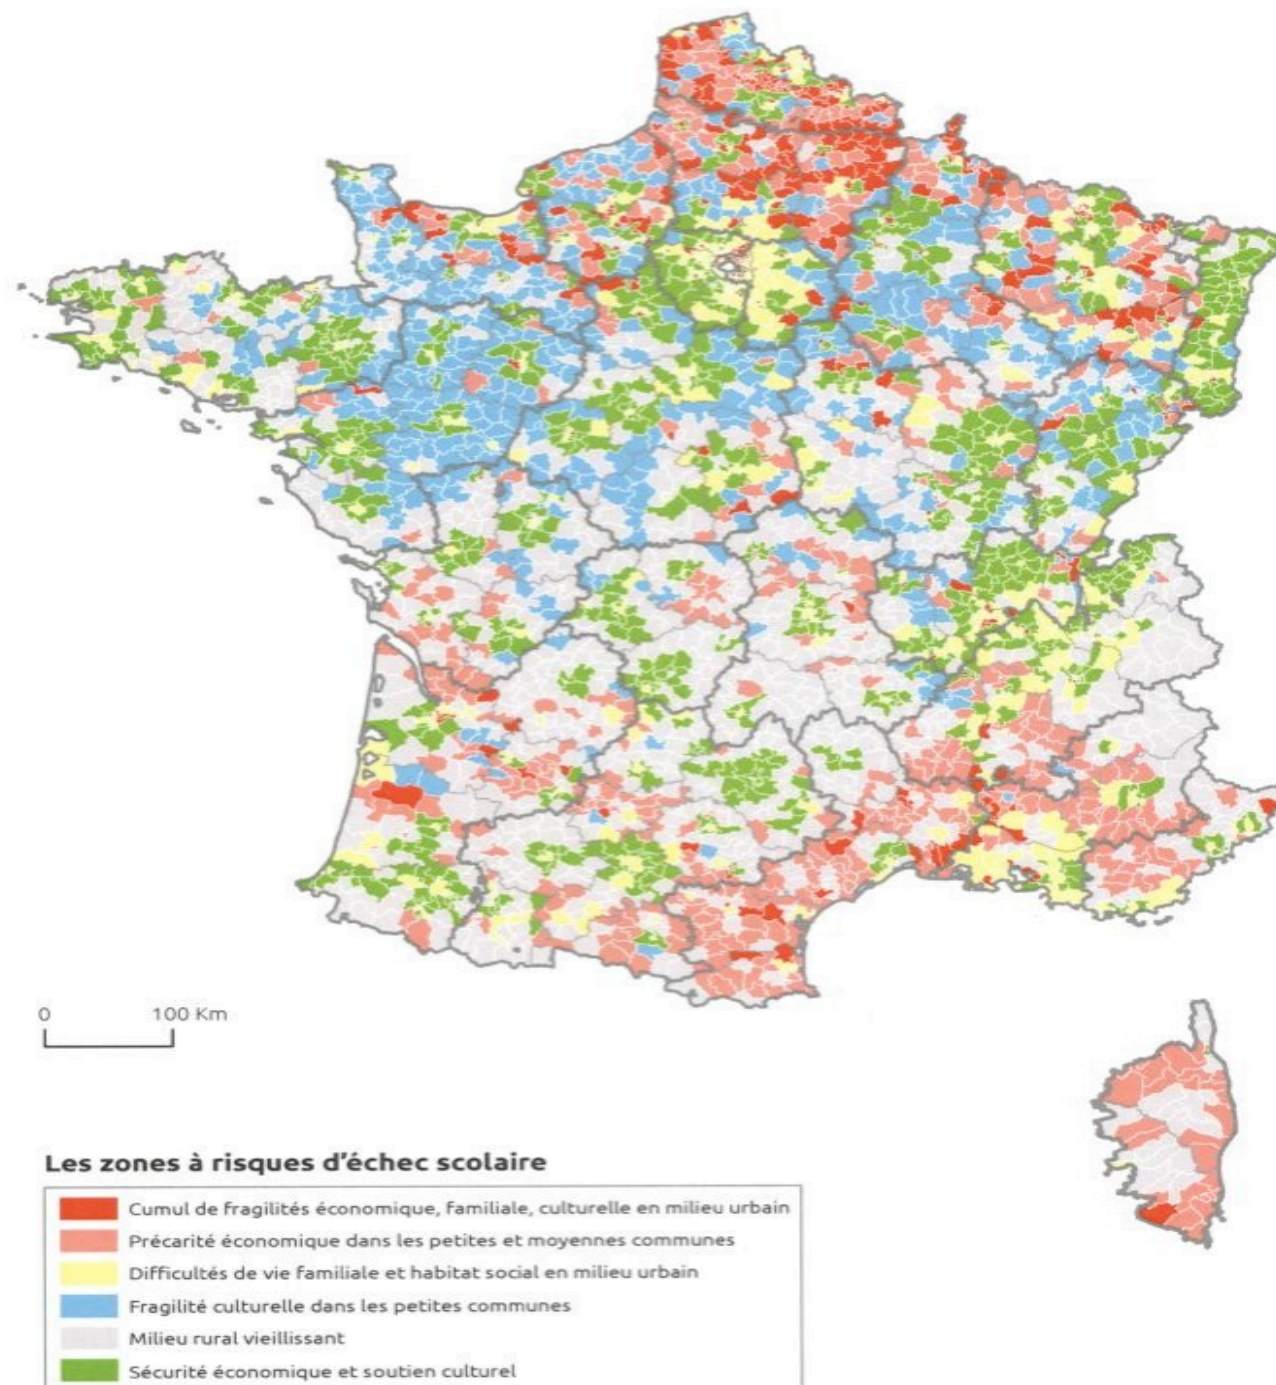 0 100 Km
Les zones à risques d'échec scolaire
Cumul de fragilités économique, familiale, culturelle en milieu urbain
Précarité économique dans les petites et moyennes communes
Difficultés de vie familiale et habitat social en milieu urbain
Fragilité culturelle dans les petites communes
Milieu rural vieillissant
Sécurité économique et soutien culturel